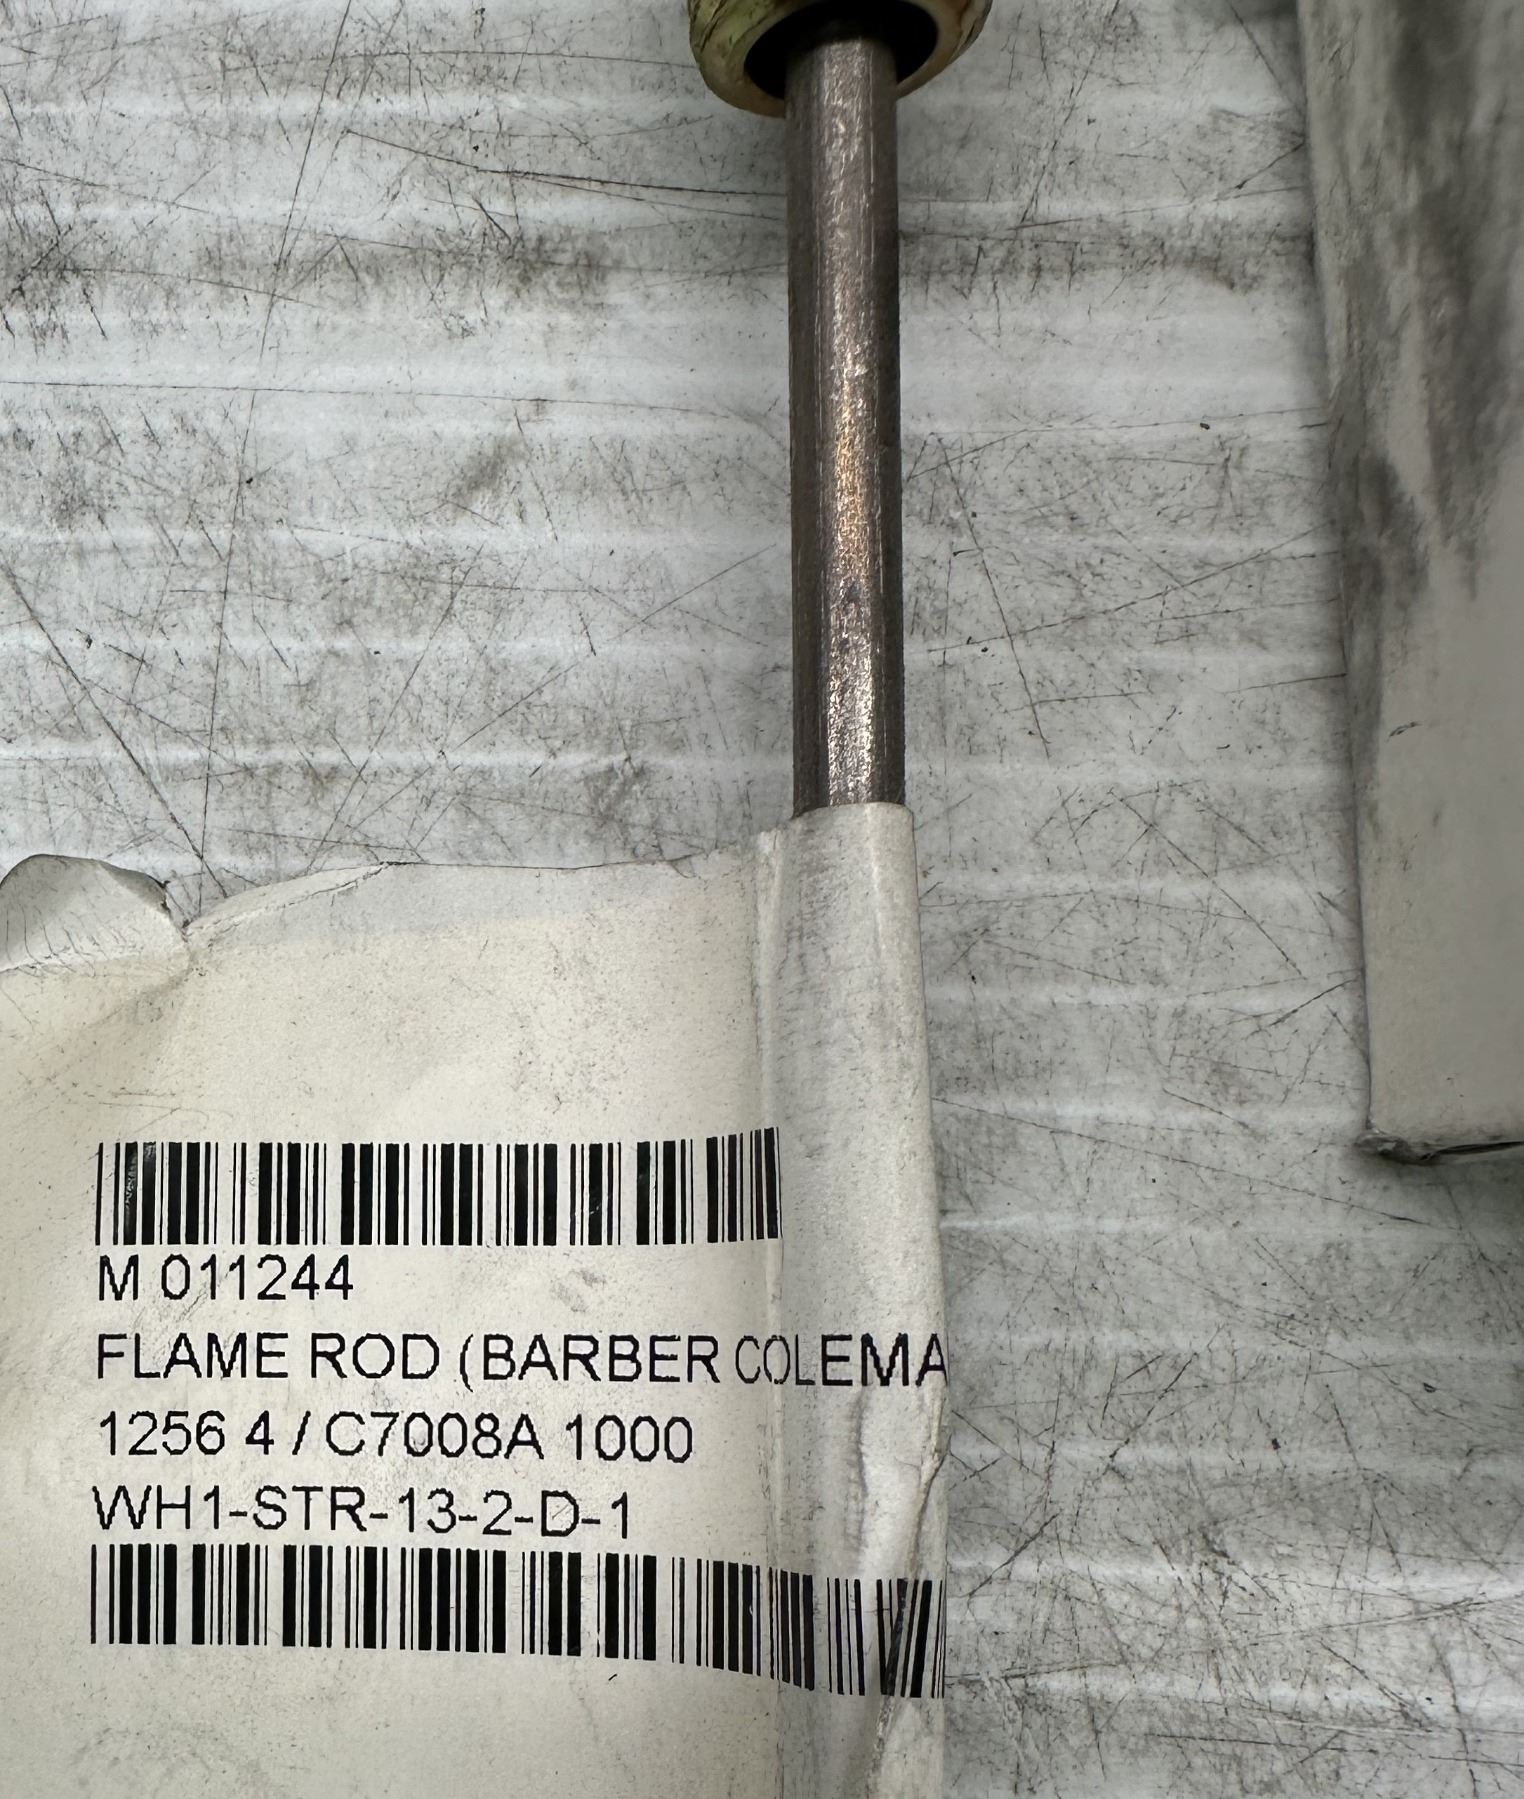 M 011244
FLAME ROD (BARBER COLEMA
1256 4 / C7008A 1000
WH1-STR-13-2-D-1